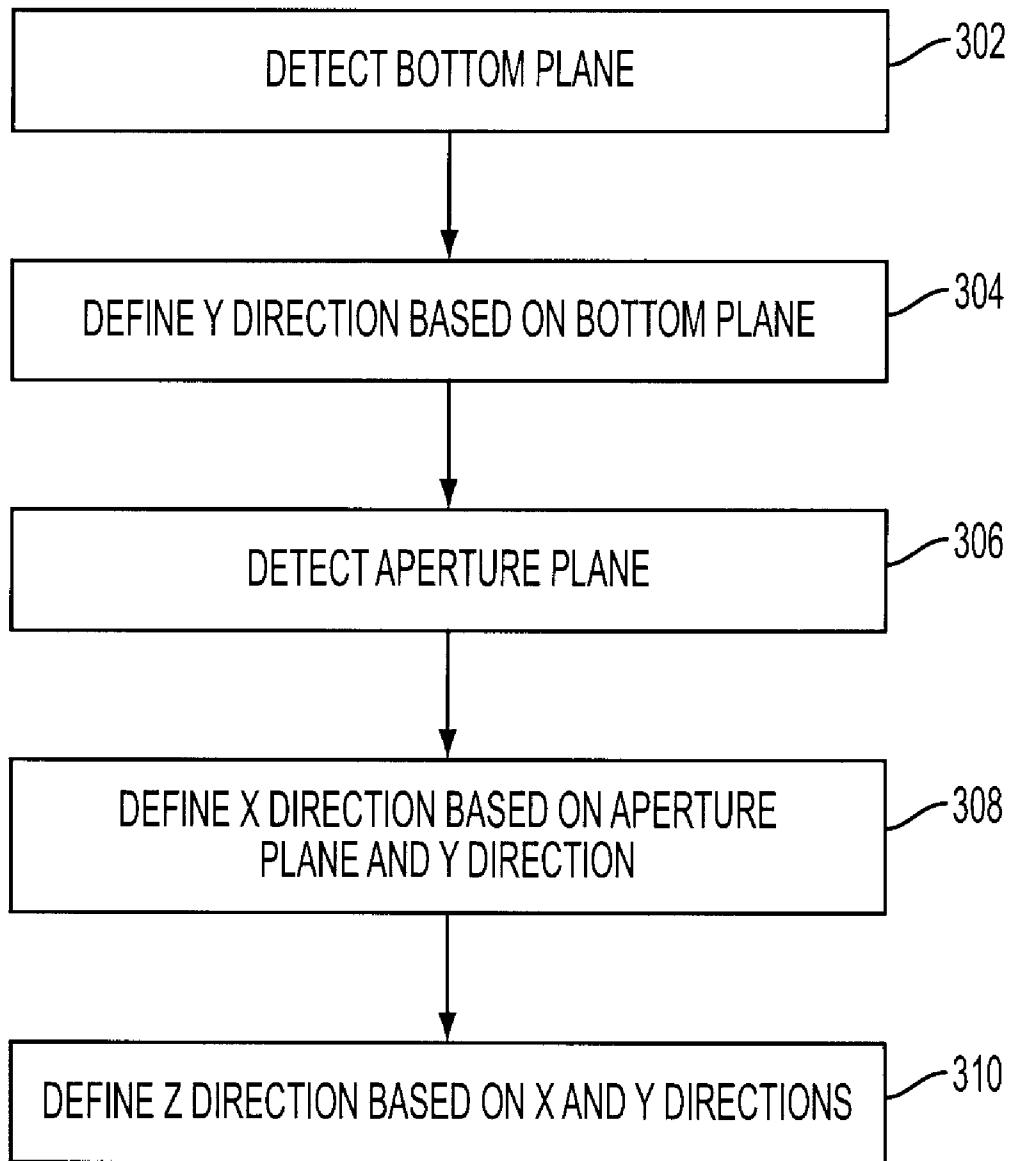 DETECT BOTTOM PLANE
302
DEFINE Y DIRECTION BASED ON BOTTOM PLANE
304
DETECT APERTURE PLANE
306
DEFINE X DIRECTION BASED ON APERTURE
PLANE AND Y DIRECTION
308
DEFINE Z DIRECTION BASED ON X AND Y DIRECTIONS
310